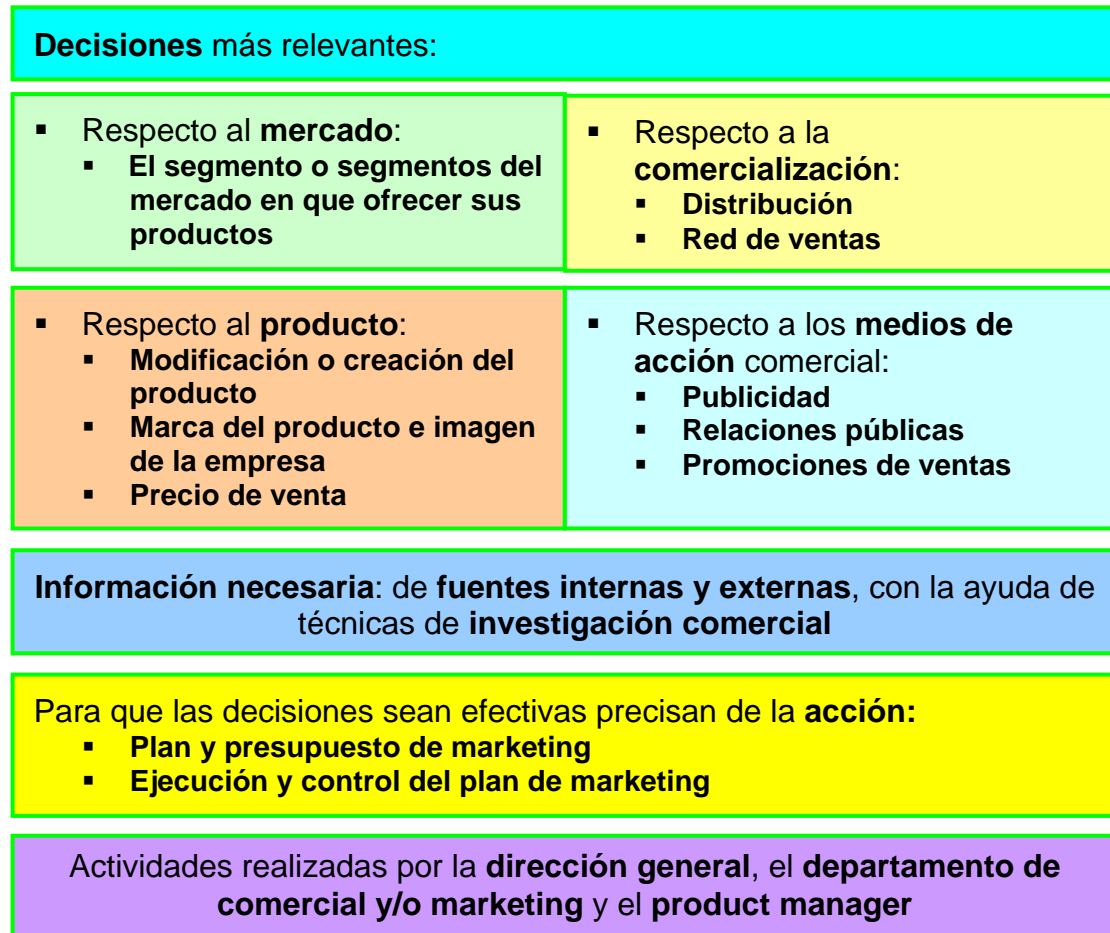 Decisiones más relevantes:
▪ Respecto al mercado:
▪ El segmento o segmentos del
mercado en que ofrecer sus
productos
▪ Respecto a la
comercialización:
▪ Distribución
▪ Red de ventas
▪ Respecto al producto:
▪ Modificación o creación del
producto
▪ Marca del producto e imagen
de la empresa
▪ Precio de venta
▪ Respecto a los medios de
acción comercial:
▪ Publicidad
▪ Relaciones públicas
▪ Promociones de ventas
Información necesaria: de fuentes internas y externas, con la ayuda de
técnicas de investigación comercial
Para que las decisiones sean efectivas precisan de la acción:
▪ Plan y presupuesto de marketing
▪ Ejecución y control del plan de marketing
Actividades realizadas por la dirección general, el departamento de
comercial y/o marketing y el product manager